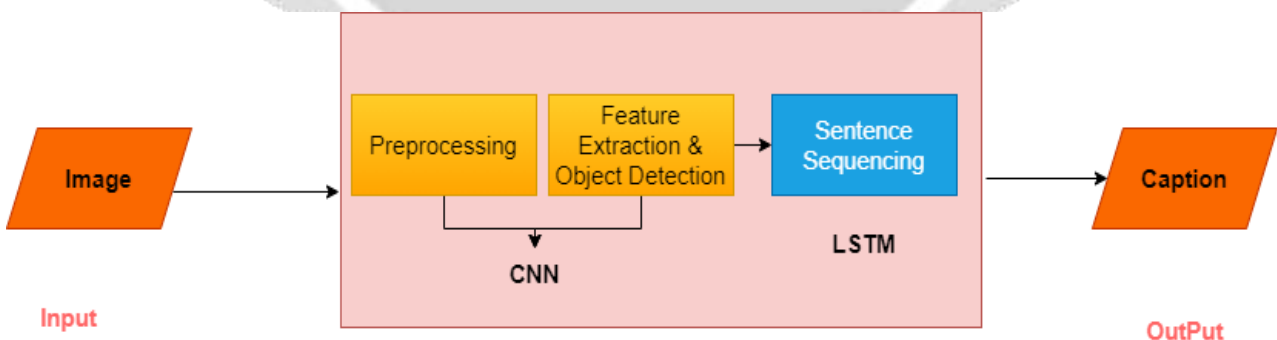 Image
Preprocessing
Feature
Extraction &
Object Detection
Sentence
Sequencing
Caption
CNN
LSTM
Input
OutPut